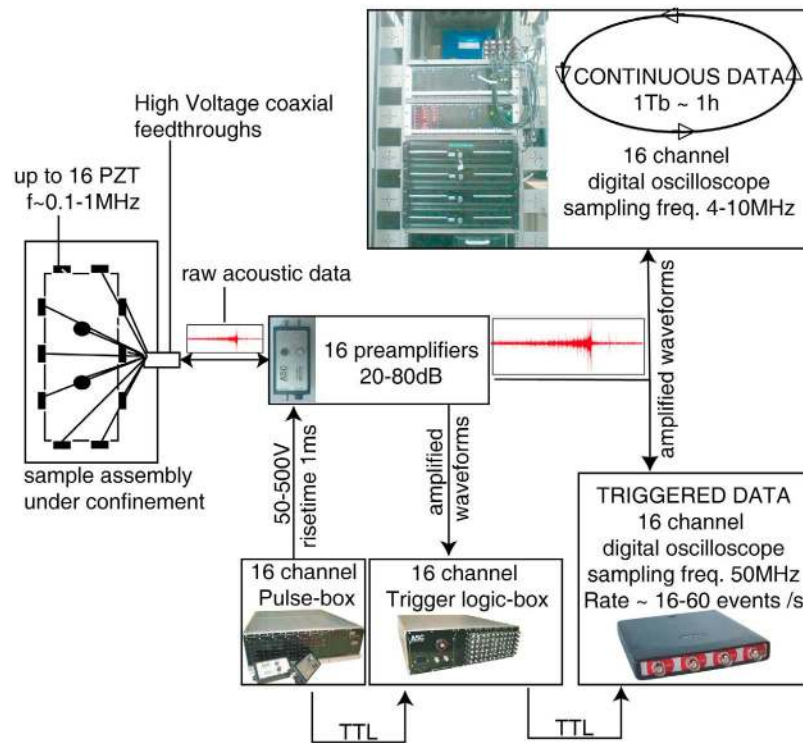 High Voltage coaxial
feedthroughs
up to 16 PZT
f~0.1-1MHz
raw acoustic data
sample assembly
under confinement
CONTINUOUS DATA
1Tb ~ 1h
16 channel
digital oscilloscope
sampling freq. 4-10MHz
ASC
16 preamplifiers
20-80dB
amplified waveforms
50-500V
risetime 1ms
amplified
waveforms
16 channel
Pulse-box
16 channel
Trigger logic-box
ASC
TRIGGERED DATA
16 channel
digital oscilloscope
sampling freq. 50MHz
Rate ~ 16-60 events /s
TTL
TTL